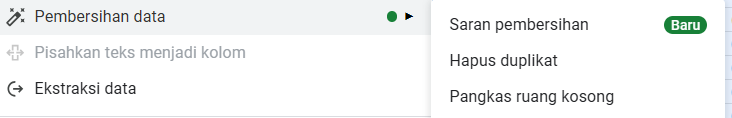 Pembersihan data
Pisahkan teks menjadi kolom
Ekstraksi data
Saran pembersihan Baru
Hapus duplikat
Pangkas ruang kosong